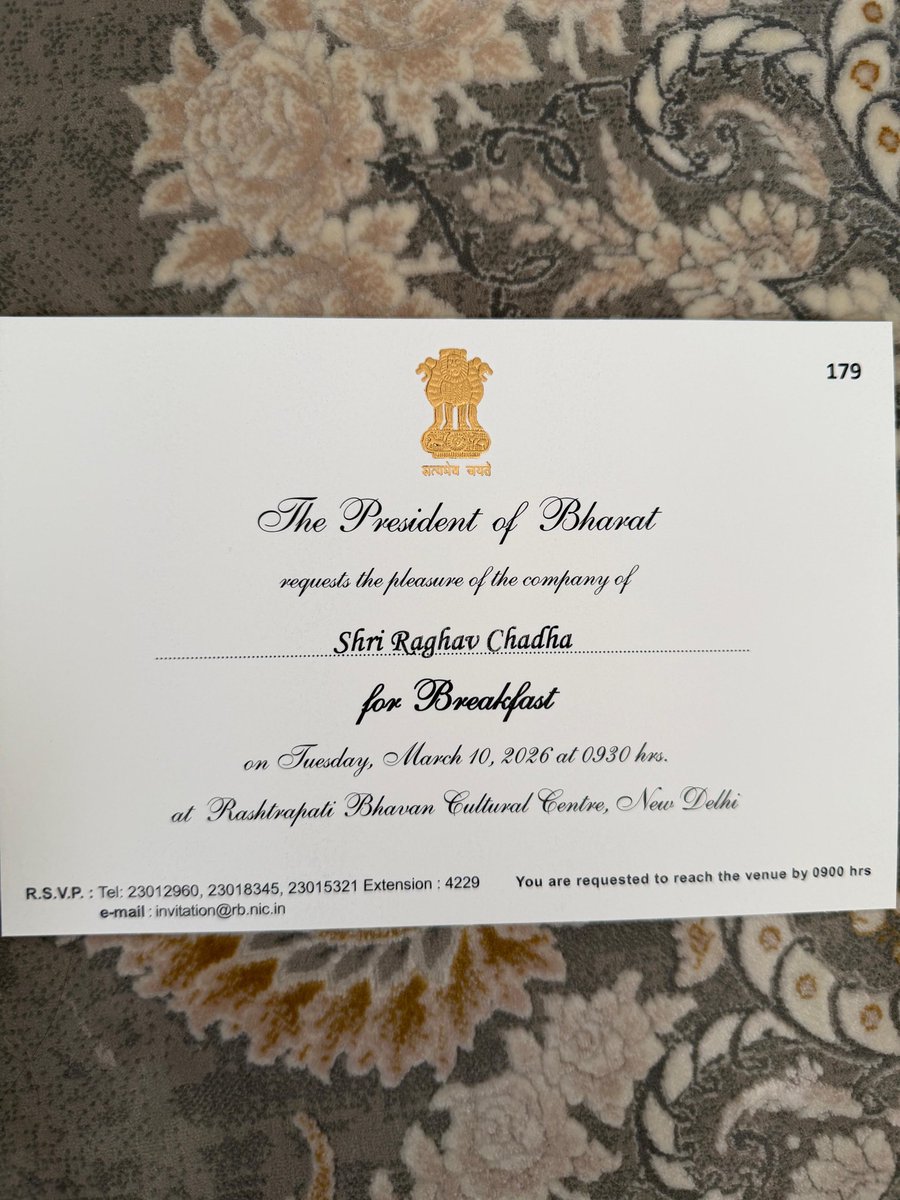 179
सत्यमेव जयते
The President of Bharat
requests the pleasure of the company of
Shri Raghav Chadha
for Breakfast
on Tuesday, March 10, 2026 at 0930 hrs.
at Rashtrapati Bhavan Cultural Centre, New Delhi
R.S.V.P. : Tel: 23012960, 23018345, 23015321 Extension : 4229
e-mail : invitation@rb.nic.in
You are requested to reach the venue by 0900 hrs